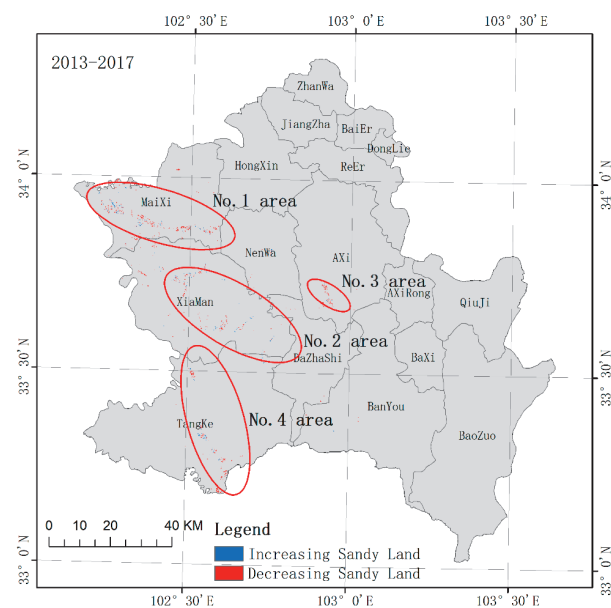 102° 30'E 103° 0'E 103° 30'E
2013-2017
ZhanWa
JiangZha
BaiEr
DongLie
34° 0'N
HongXin
ReEr
34° 0'N
MaiXi
No.1 area
NenWa
AXi
No.3 area
AXiRong
QiuJi
XiaMan
No.2 area
DaZhaShi
BaXi
33° 30'N
33° 30'N
BanYou
TangKe
No.4 area
BaoZuo
0 10 20 40 KM
Legend
Increasing Sandy Land
Decreasing Sandy Land
33° 0'N
33° 0'N
102° 30'E 103° 0'E 103° 30'E